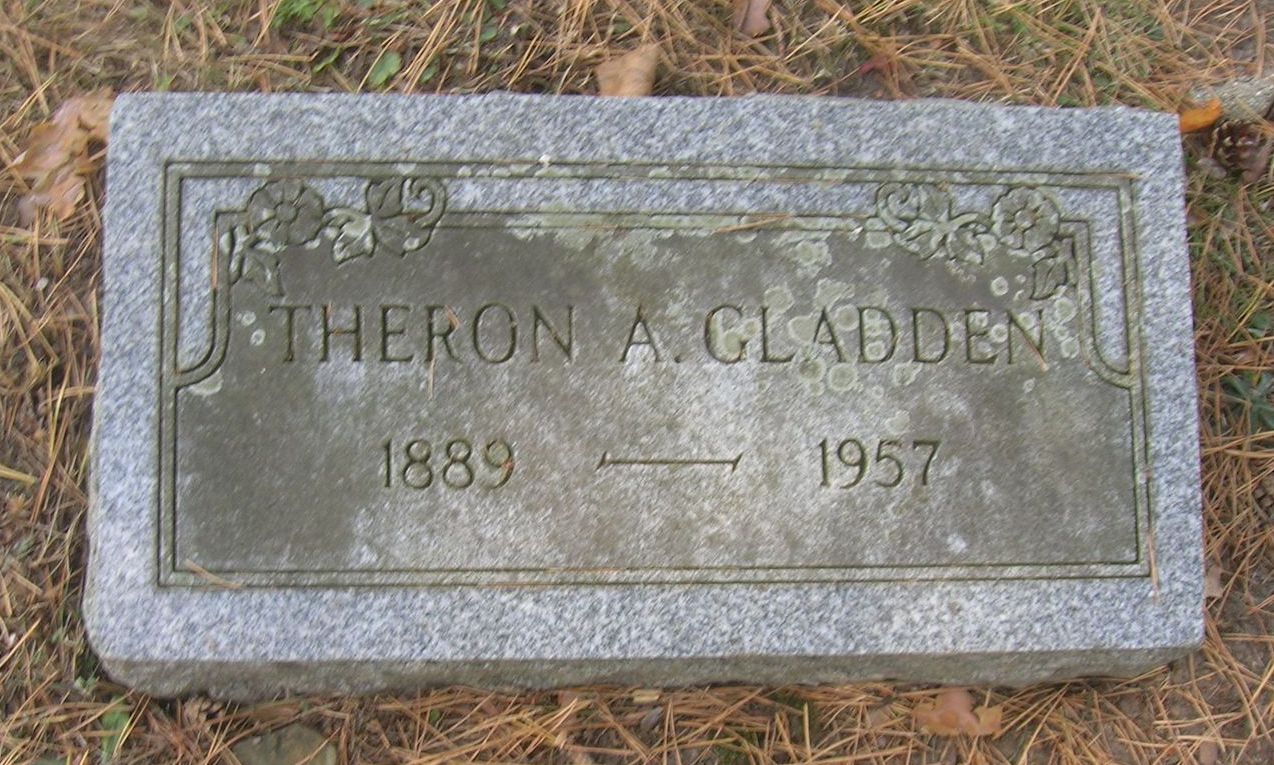 THERON A. GLADDEN
1889 — 1957